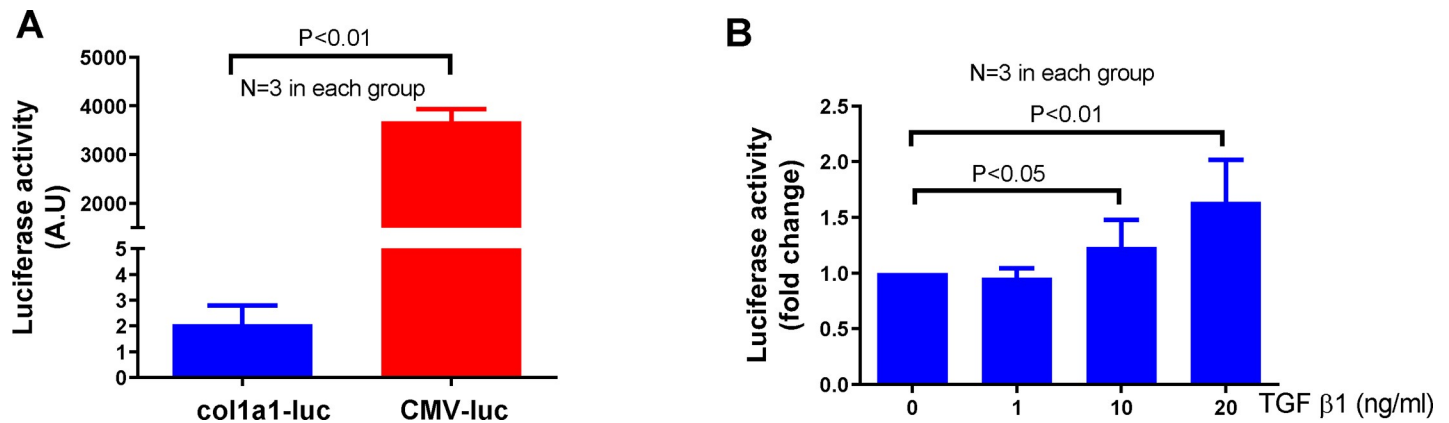 A
P<0.01
N=3 in each group
Luciferase activity
(A.U)
5000
4000
3000
2000
5
4
3
2
1
0
col1a1-luc
CMV-luc
B
N=3 in each group
P<0.01
P<0.05
Luciferase activity
(fold change)
2.5
2.0
1.5
1.0
0.5
0.0
0 1 10 20 TGF β1 (ng/ml)